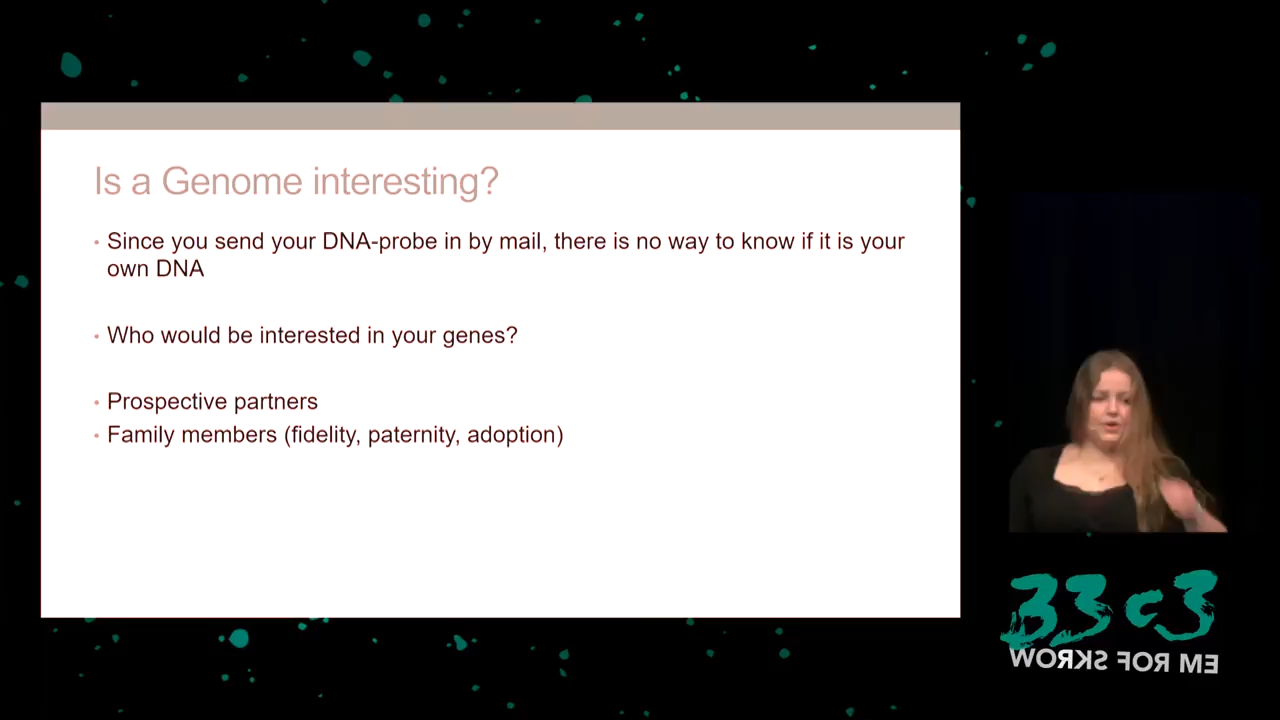 Is a Genome interesting?
• Since you send your DNA-probe in by mail, there is no way to know if it is your
own DNA
• Who would be interested in your genes?
• Prospective partners
• Family members (fidelity, paternity, adoption)
33c3
WORKS FOR ME